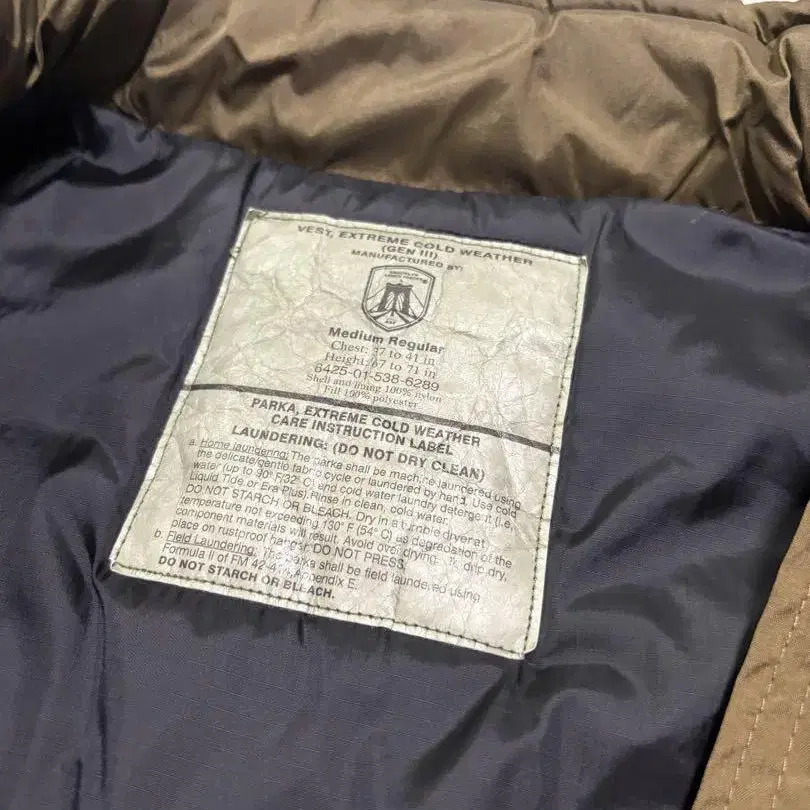 VEST, EXTREME COLD WEATHER
(GEN III)
MANUFACTURED BY:
Medium Regular
Chest: 37 to 41 in
Height: 67 to 71 in
8425-01-538-6289
Shell and lining 100% nylon
Fill 100% polyester
PARKA, EXTREME COLD WEATHER
CARE INSTRUCTION LABEL
LAUNDERING: (DO NOT DRY CLEAN)
a. Home laundering: The parka shall be machine laundered using
the delicate/gentle fabric cycle or laundered by hand. Use cold
water (up to 90° F/32° C) and cold water laundry detergent (i.e.,
Liquid Tide or Era Plus). Rinse in clean, cold water.
DO NOT STARCH OR BLEACH. Dry in a tumble dryer at
temperature not exceeding 130° F (54° C) as degradation of the
component materials will result. Avoid over drying. To drip dry,
place on rustproof hanger. DO NOT PRESS.
b. Field Laundering: The parka shall be field laundered using
Formula II of FM 42-4 Appendix E.
DO NOT STARCH OR BLEACH.